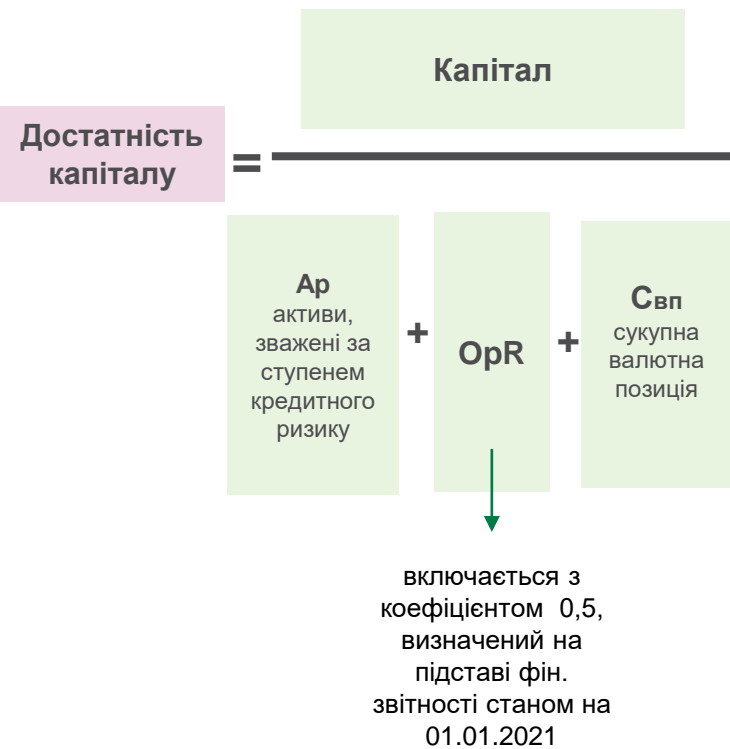 Капітал
Достатність
капіталу
=
Ар
активи,
зважені за
ступенем
кредитного
ризику
+
OpR
+
Свп
сукупна
валютна
позиція
включається з
коефіцієнтом 0,5,
визначений на
підставі фін.
звітності станом на
01.01.2021